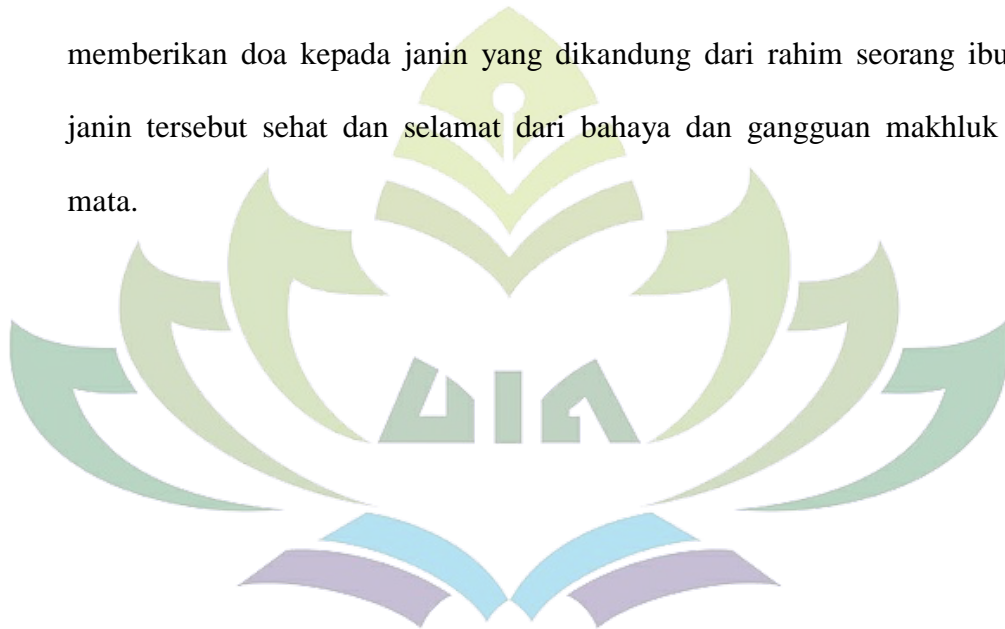 memberikan doa kepada janin yang dikandung dari rahim seorang ibu
janin tersebut sehat dan selamat dari bahaya dan gangguan makhluk
mata.